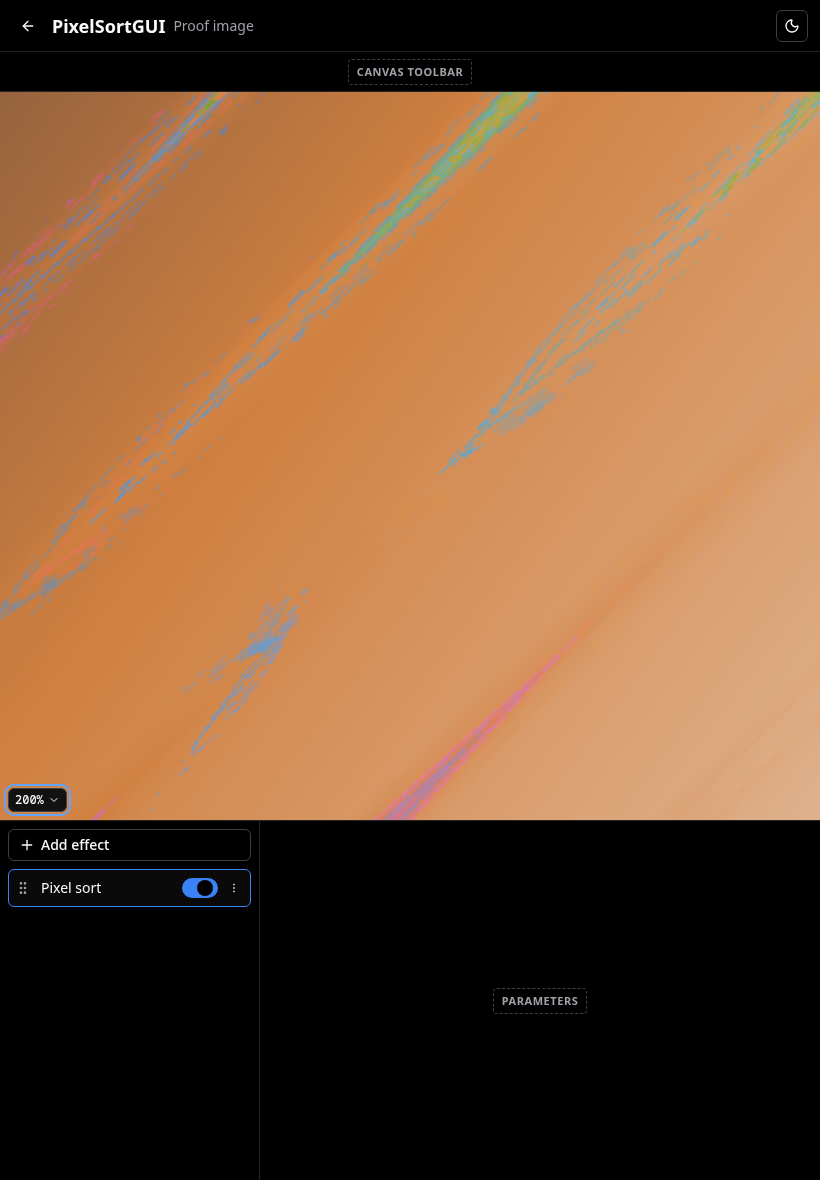 PixelSortGUI Proof image
CANVAS TOOLBAR
200%
Add effect
Pixel sort
PARAMETERS